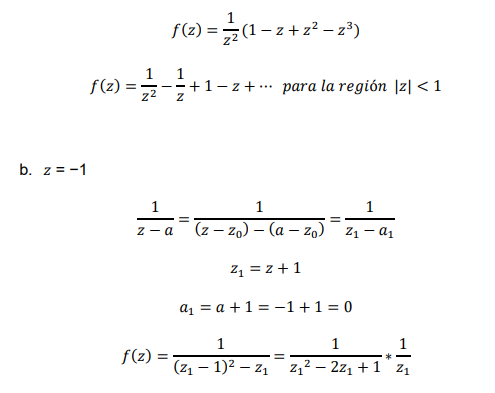 f(z) = 1/z² (1 − z + z² − z³)
f(z) = 1/z² − 1/z + 1 − z + ⋯ para la región |z| < 1
b. z = −1
1/(z − a) = 1/((z − z₀) − (a − z₀)) = 1/(z₁ − a₁)
z₁ = z + 1
a₁ = a + 1 = −1 + 1 = 0
f(z) = 1/((z₁ − 1)² − z₁) = 1/(z₁² − 2z₁ + 1) * 1/z₁